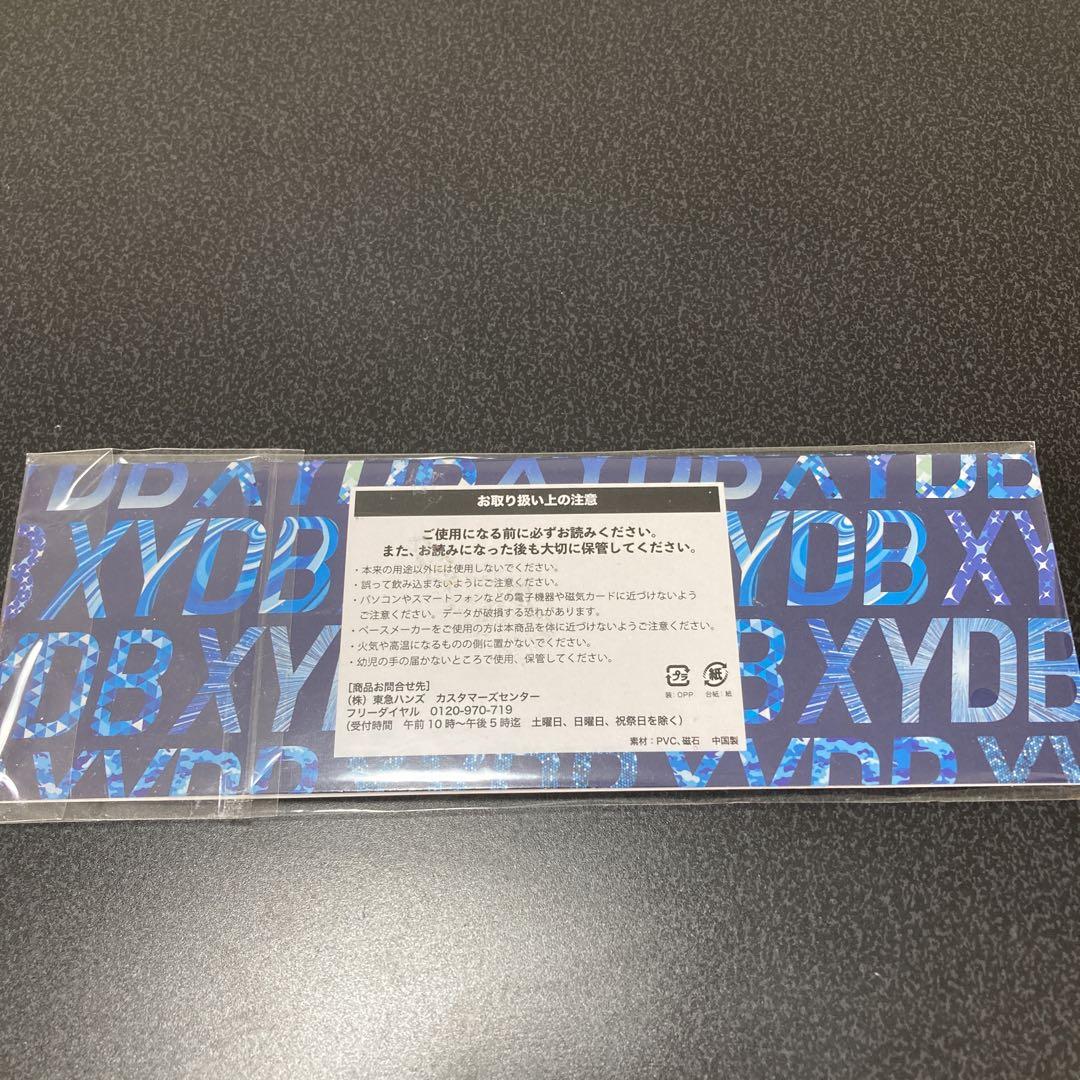 DB XYDB XYDB XYDB
B XYDB XYDB XY
YDB XYDB XYDB
XYDB XYDB XYDB
お取り扱い上の注意
ご使用になる前に必ずお読みください。
また、お読みになった後も大切に保管してください。
・本来の用途以外には使用しないでください。
・誤って飲み込まないようにご注意ください。
・パソコンやスマートフォンなどの電子機器や磁気カードに近づけないよう
ご注意ください。データが破損する恐れがあります。
・ペースメーカーをご使用の方は本商品を体に近づけないようご注意ください。
・火気や高温になるものの側に置かないでください。
・幼児の手の届かないところで使用、保管してください。
[商品お問合せ先]
(株) 東急ハンズ カスタマーズセンター
フリーダイヤル 0120-970-719
(受付時間 午前10時〜午後5時迄 土曜日、日曜日、祝祭日を除く)
プラ 紙
装:OPP 台紙:紙
素材:PVC、磁石 中国製